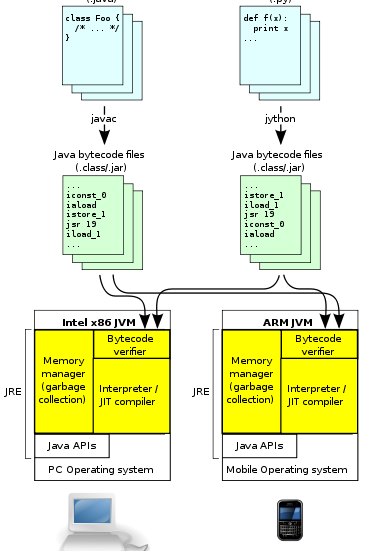 (.java)
(.py)
class Foo {
/* ... */
}
def f(x):
print x
...
javac
jython
Java bytecode files
(.class/.jar)
Java bytecode files
(.class/.jar)
...
iconst_0
iaload
istore_1
jsr 19
iload_1
...
...
istore_1
iload_1
jsr 19
iconst_0
iaload
...
Intel x86 JVM
Bytecode
verifier
Memory
manager
(garbage
collection)
Interpreter /
JIT compiler
JRE
Java APIs
PC Operating system
ARM JVM
Bytecode
verifier
Memory
manager
(garbage
collection)
Interpreter /
JIT compiler
JRE
Java APIs
Mobile Operating system